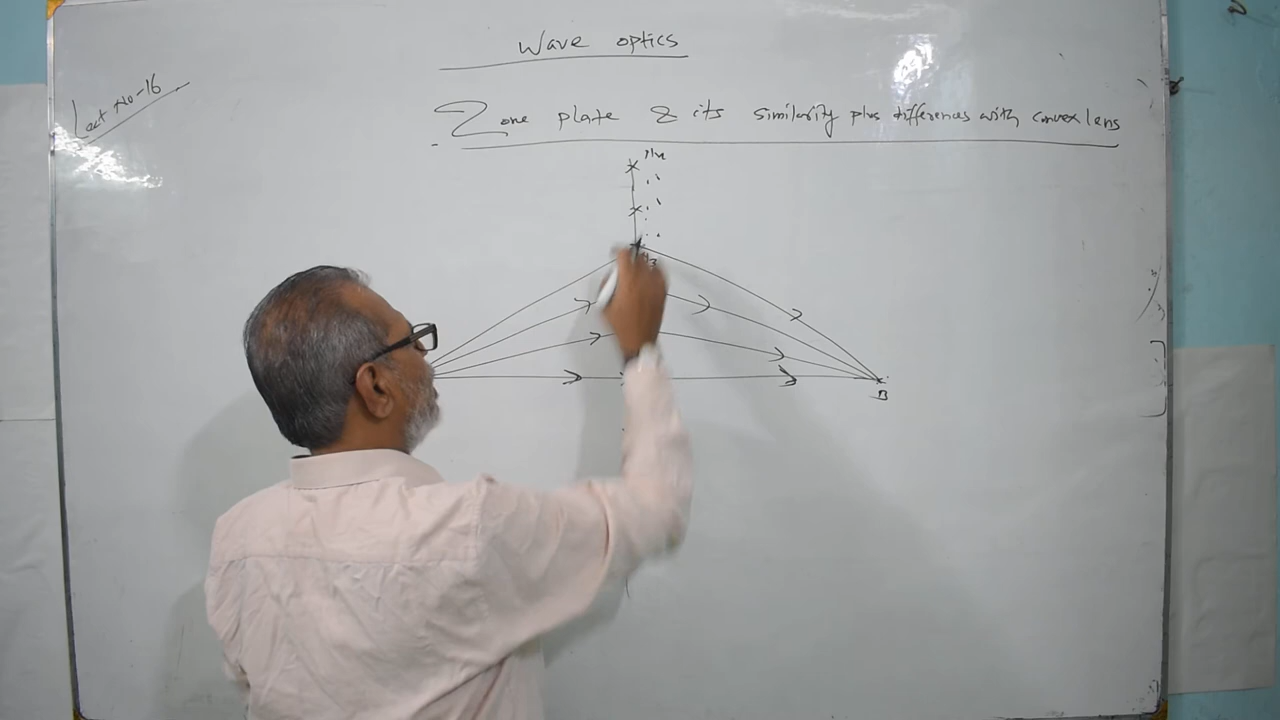 Wave optics
Lect No-16
Zone plate & its similarity plus differences with convex lens
B